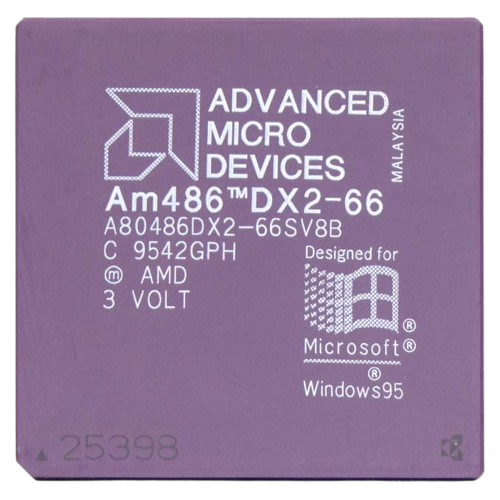 ADVANCED
MICRO
DEVICES
MALAYSIA
Am486™DX2-66
A80486DX2-66SV8B
C 9542GPH
ⓜ AMD
3 VOLT
Designed for
®
Microsoft®
®
Windows95
25398